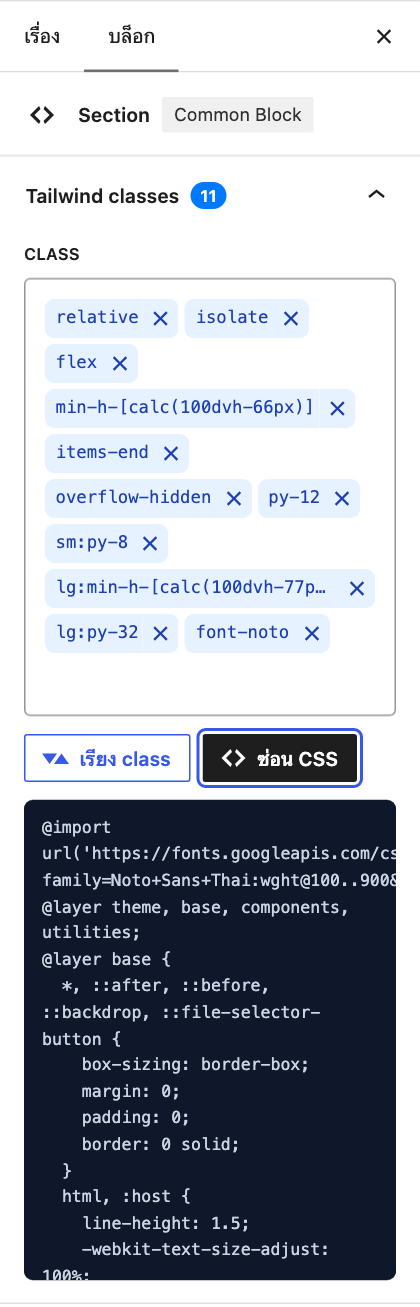 เรื่อง บล็อก
Section Common Block
Tailwind classes 11
CLASS
relative isolate
flex
min-h-[calc(100dvh-66px)]
items-end
overflow-hidden py-12
sm:py-8
lg:min-h-[calc(100dvh-77p…
lg:py-32 font-noto
เรียง class ซ่อน CSS
@import
url('https://fonts.googleapis.com/cs
family=Noto+Sans+Thai:wght@100..900&
@layer theme, base, components,
utilities;
@layer base {
*, ::after, ::before,
::backdrop, ::file-selector-
button {
box-sizing: border-box;
margin: 0;
padding: 0;
border: 0 solid;
}
html, :host {
line-height: 1.5;
-webkit-text-size-adjust:
100%;